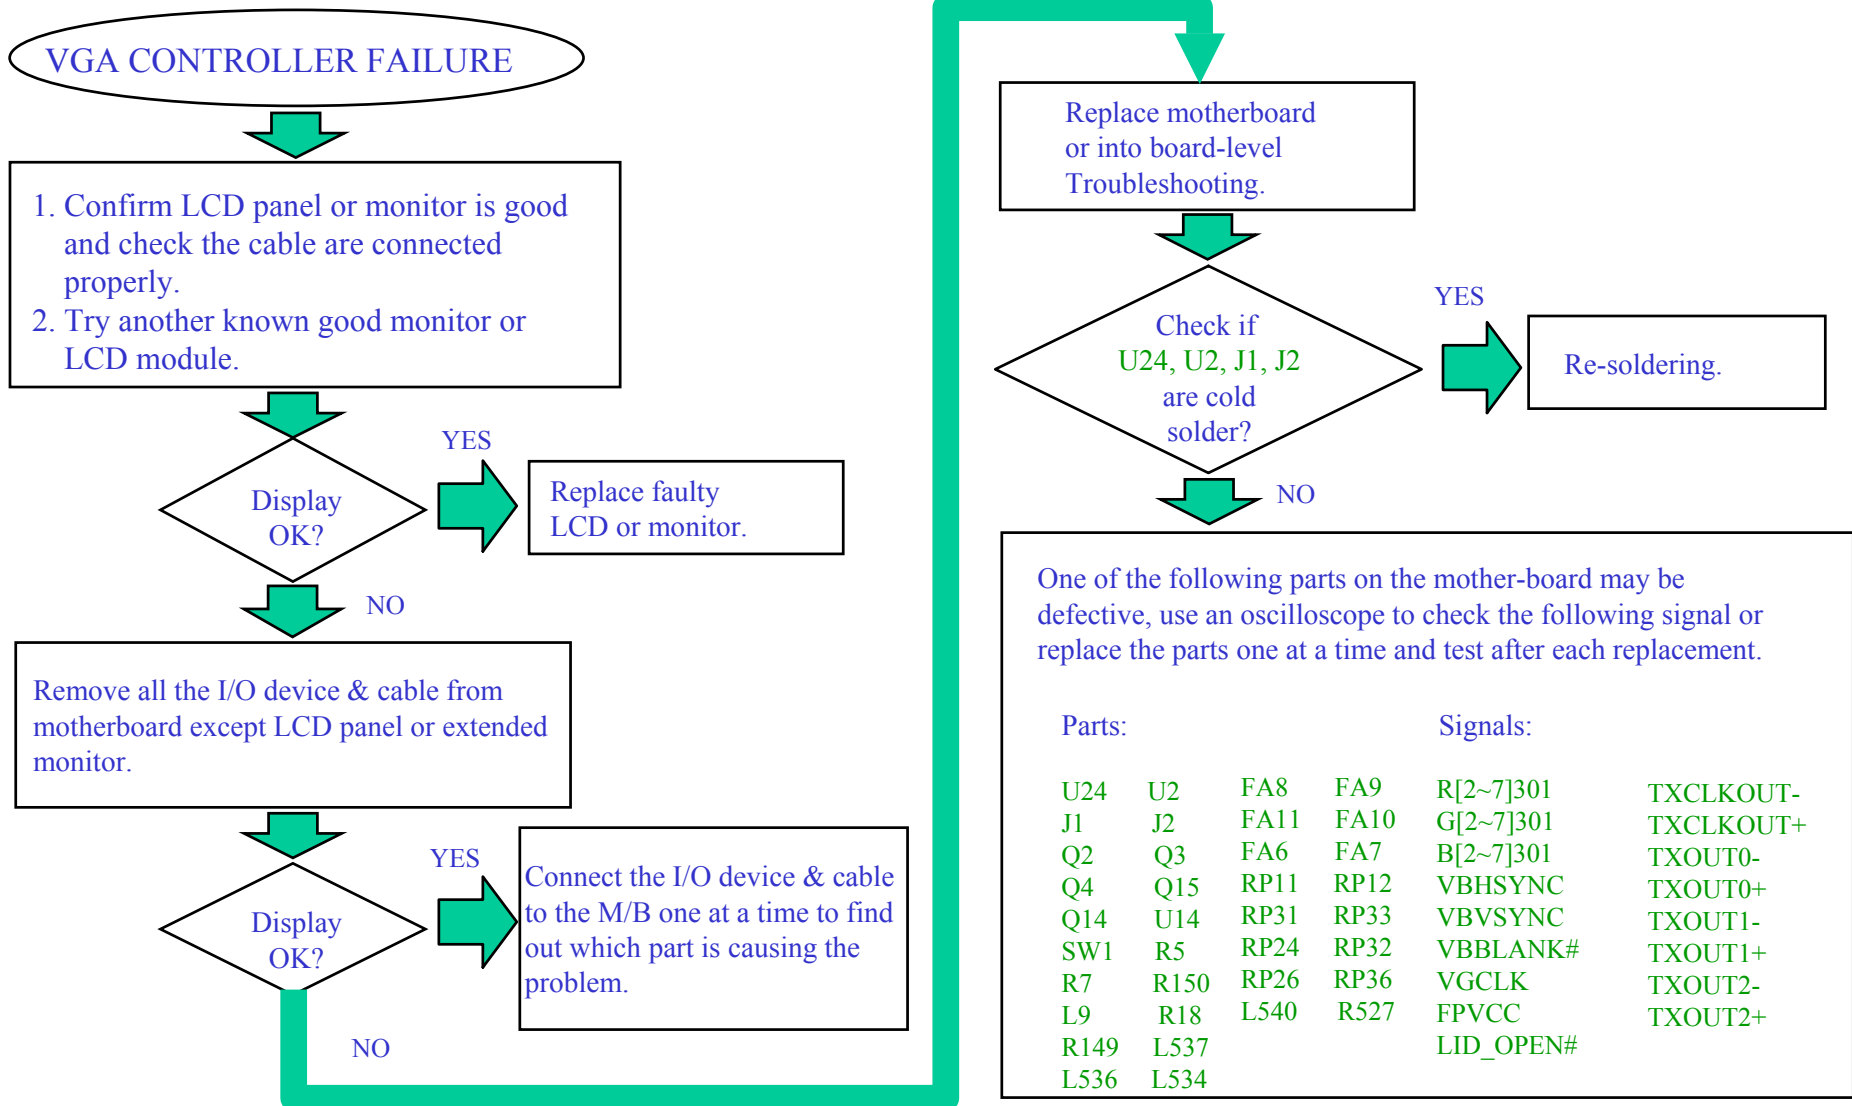 VGA CONTROLLER FAILURE
1. Confirm LCD panel or monitor is good
and check the cable are connected
properly.
2. Try another known good monitor or
LCD module.
Display
OK?
YES
Replace faulty
LCD or monitor.
NO
Remove all the I/O device & cable from
motherboard except LCD panel or extended
monitor.
Display
OK?
YES
Connect the I/O device & cable
to the M/B one at a time to find
out which part is causing the
problem.
NO
Replace motherboard
or into board-level
Troubleshooting.
Check if
U24, U2, J1, J2
are cold
solder?
YES
Re-soldering.
NO
One of the following parts on the mother-board may be
defective, use an oscilloscope to check the following signal or
replace the parts one at a time and test after each replacement.
Parts: Signals:
U24 U2 FA8 FA9 R[2~7]301 TXCLKOUT-
J1 J2 FA11 FA10 G[2~7]301 TXCLKOUT+
Q2 Q3 FA6 FA7 B[2~7]301 TXOUT0-
Q4 Q15 RP11 RP12 VBHSYNC TXOUT0+
Q14 U14 RP31 RP33 VBVSYNC TXOUT1-
SW1 R5 RP24 RP32 VBBLANK# TXOUT1+
R7 R150 RP26 RP36 VGCLK TXOUT2-
L9 R18 L540 R527 FPVCC TXOUT2+
R149 L537 LID_OPEN#
L536 L534